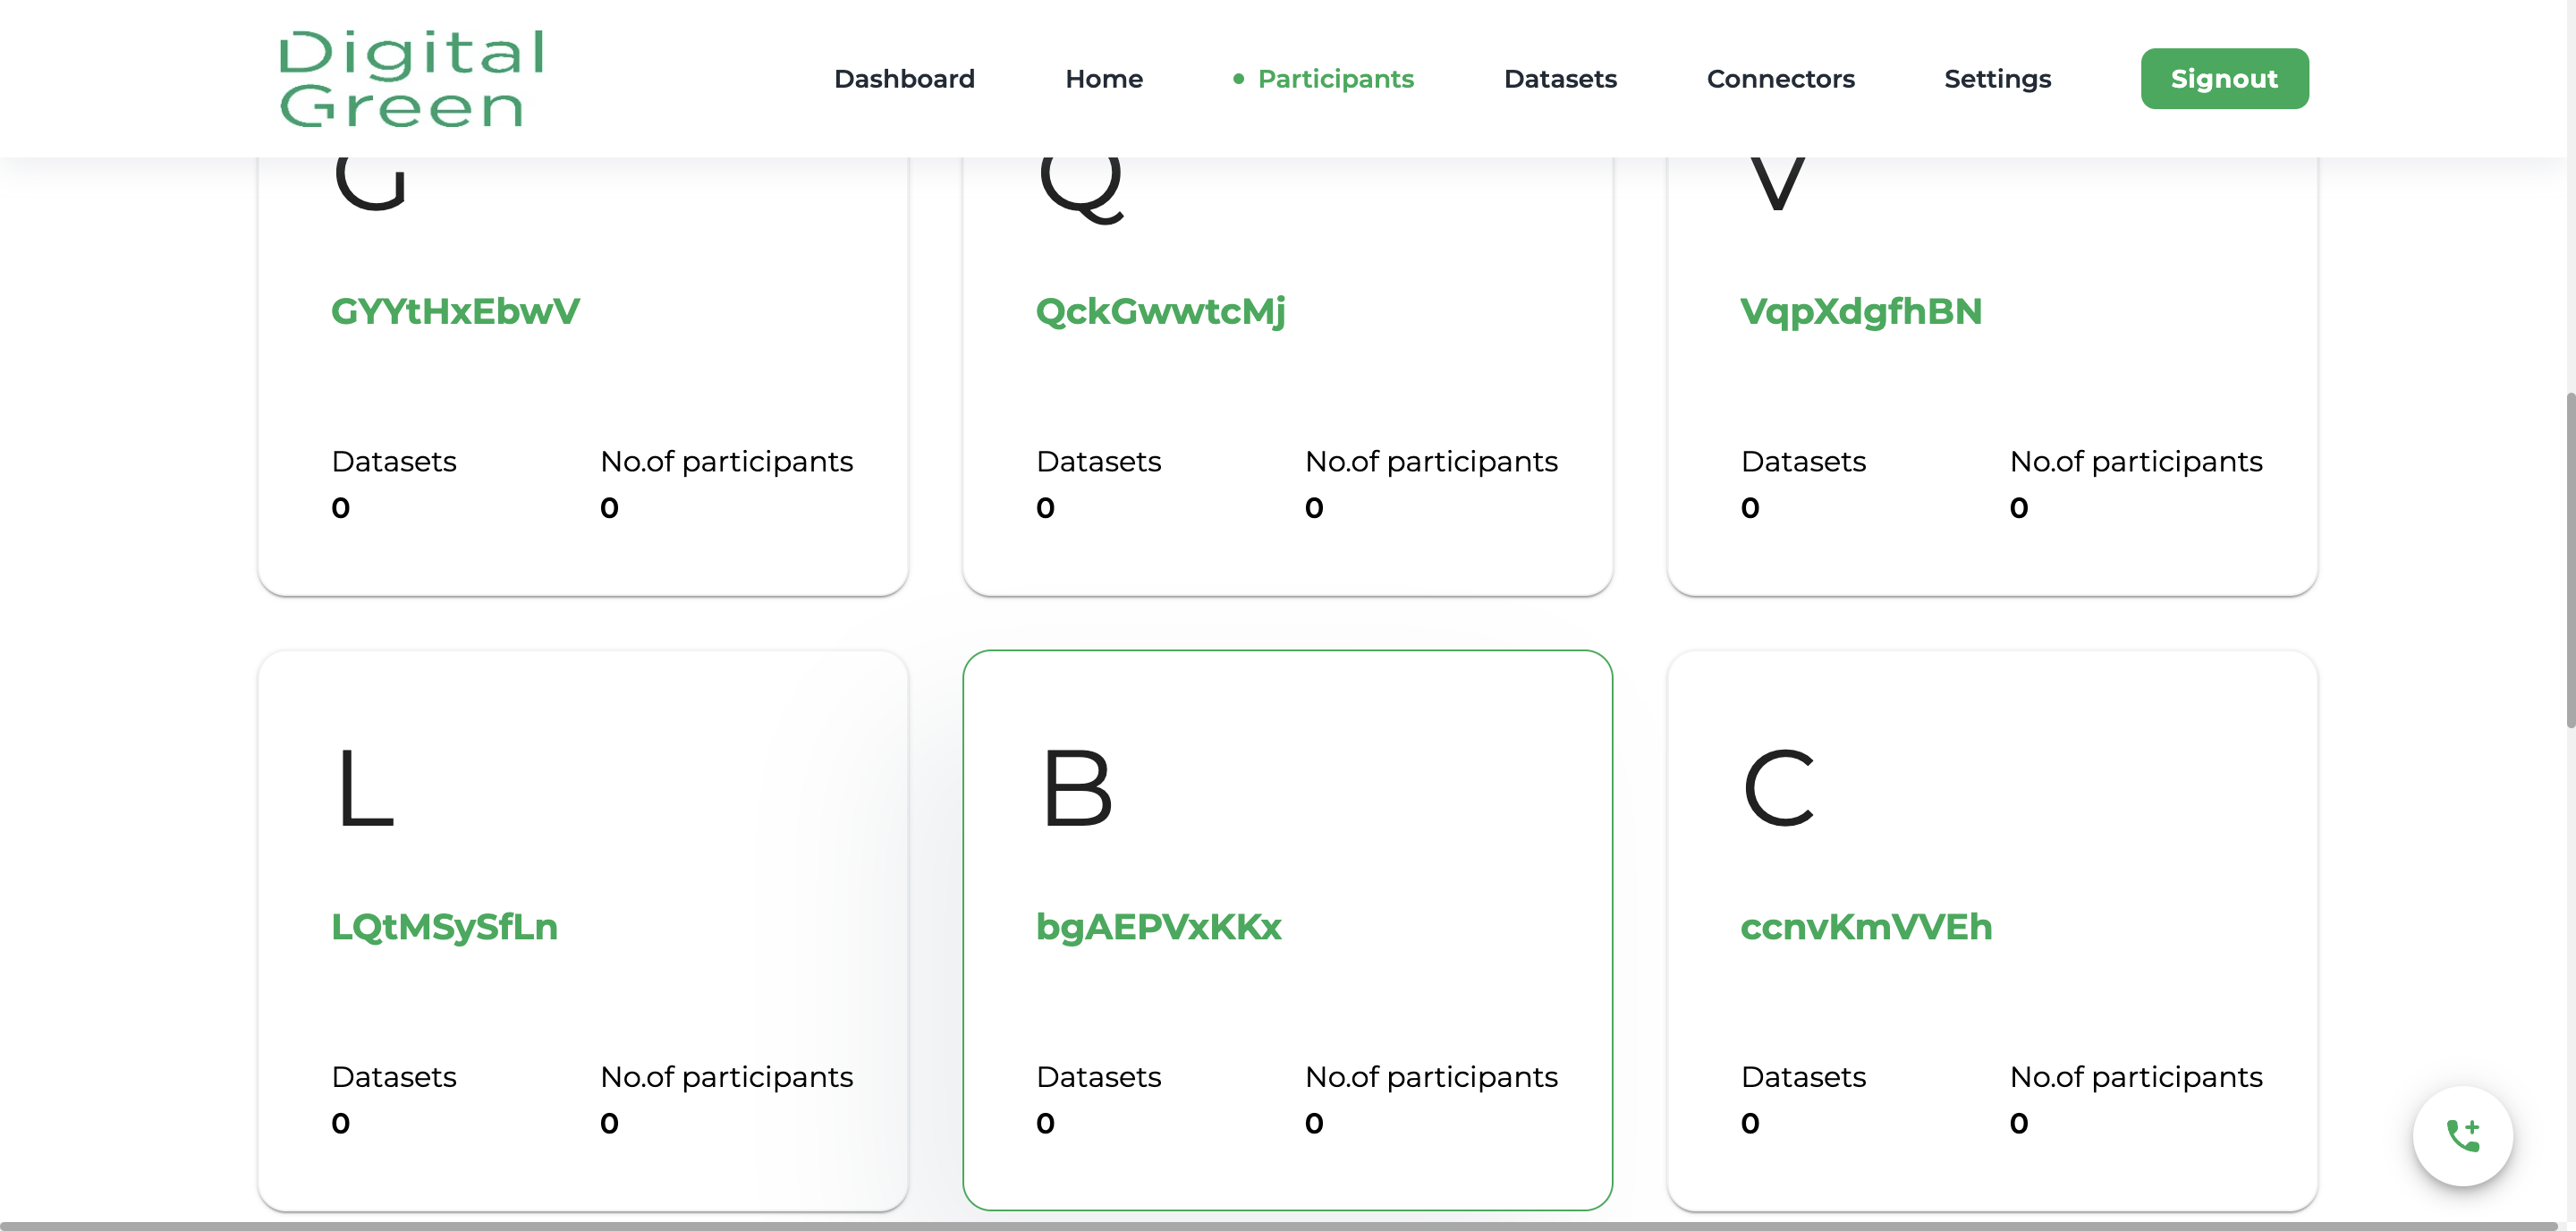 Digital
Green
Dashboard Home Participants Datasets Connectors Settings Signout
G Q V
GYYtHxEbwV QckGwwtcMj VqpXdgfhBN
Datasets No.of participants Datasets No.of participants Datasets No.of participants
0 0 0 0 0 0
L B C
LQtMSySfLn bgAEPVxKKx ccnvKmVVEh
Datasets No.of participants Datasets No.of participants Datasets No.of participants
0 0 0 0 0 0